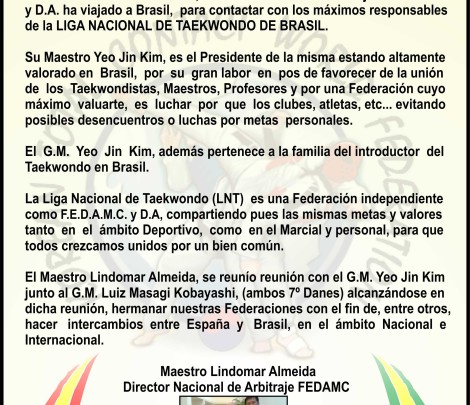 y D.A. ha viajado a Brasil, para contactar con los máximos responsables
de la LIGA NACIONAL DE TAEKWONDO DE BRASIL.
Su Maestro Yeo Jin Kim, es el Presidente de la misma estando altamente
valorado en Brasil, por su gran labor en pos de favorecer de la unión
de los Taekwondistas, Maestros, Profesores y por una Federación cuyo
máximo valuarte, es luchar por que los clubes, atletas, etc... evitando
posibles desencuentros o luchas por metas personales.
El G.M. Yeo Jin Kim, además pertenece a la familia del introductor del
Taekwondo en Brasil.
La Liga Nacional de Taekwondo (LNT) es una Federación independiente
como F.E.D.A.M.C. y D.A, compartiendo pues las mismas metas y valores
tanto en el ámbito Deportivo, como en el Marcial y personal, para que
todos crezcamos unidos por un bien común.
El Maestro Lindomar Almeida, se reunío reunión con el G.M. Yeo Jin Kim
junto al G.M. Luiz Masagi Kobayashi, (ambos 7º Danes) alcanzándose en
dicha reunión, hermanar nuestras Federaciones con el fin de, entre otros,
hacer intercambios entre España y Brasil, en el ámbito Nacional e
Internacional.
Maestro Lindomar Almeida
Director Nacional de Arbitraje FEDAMC